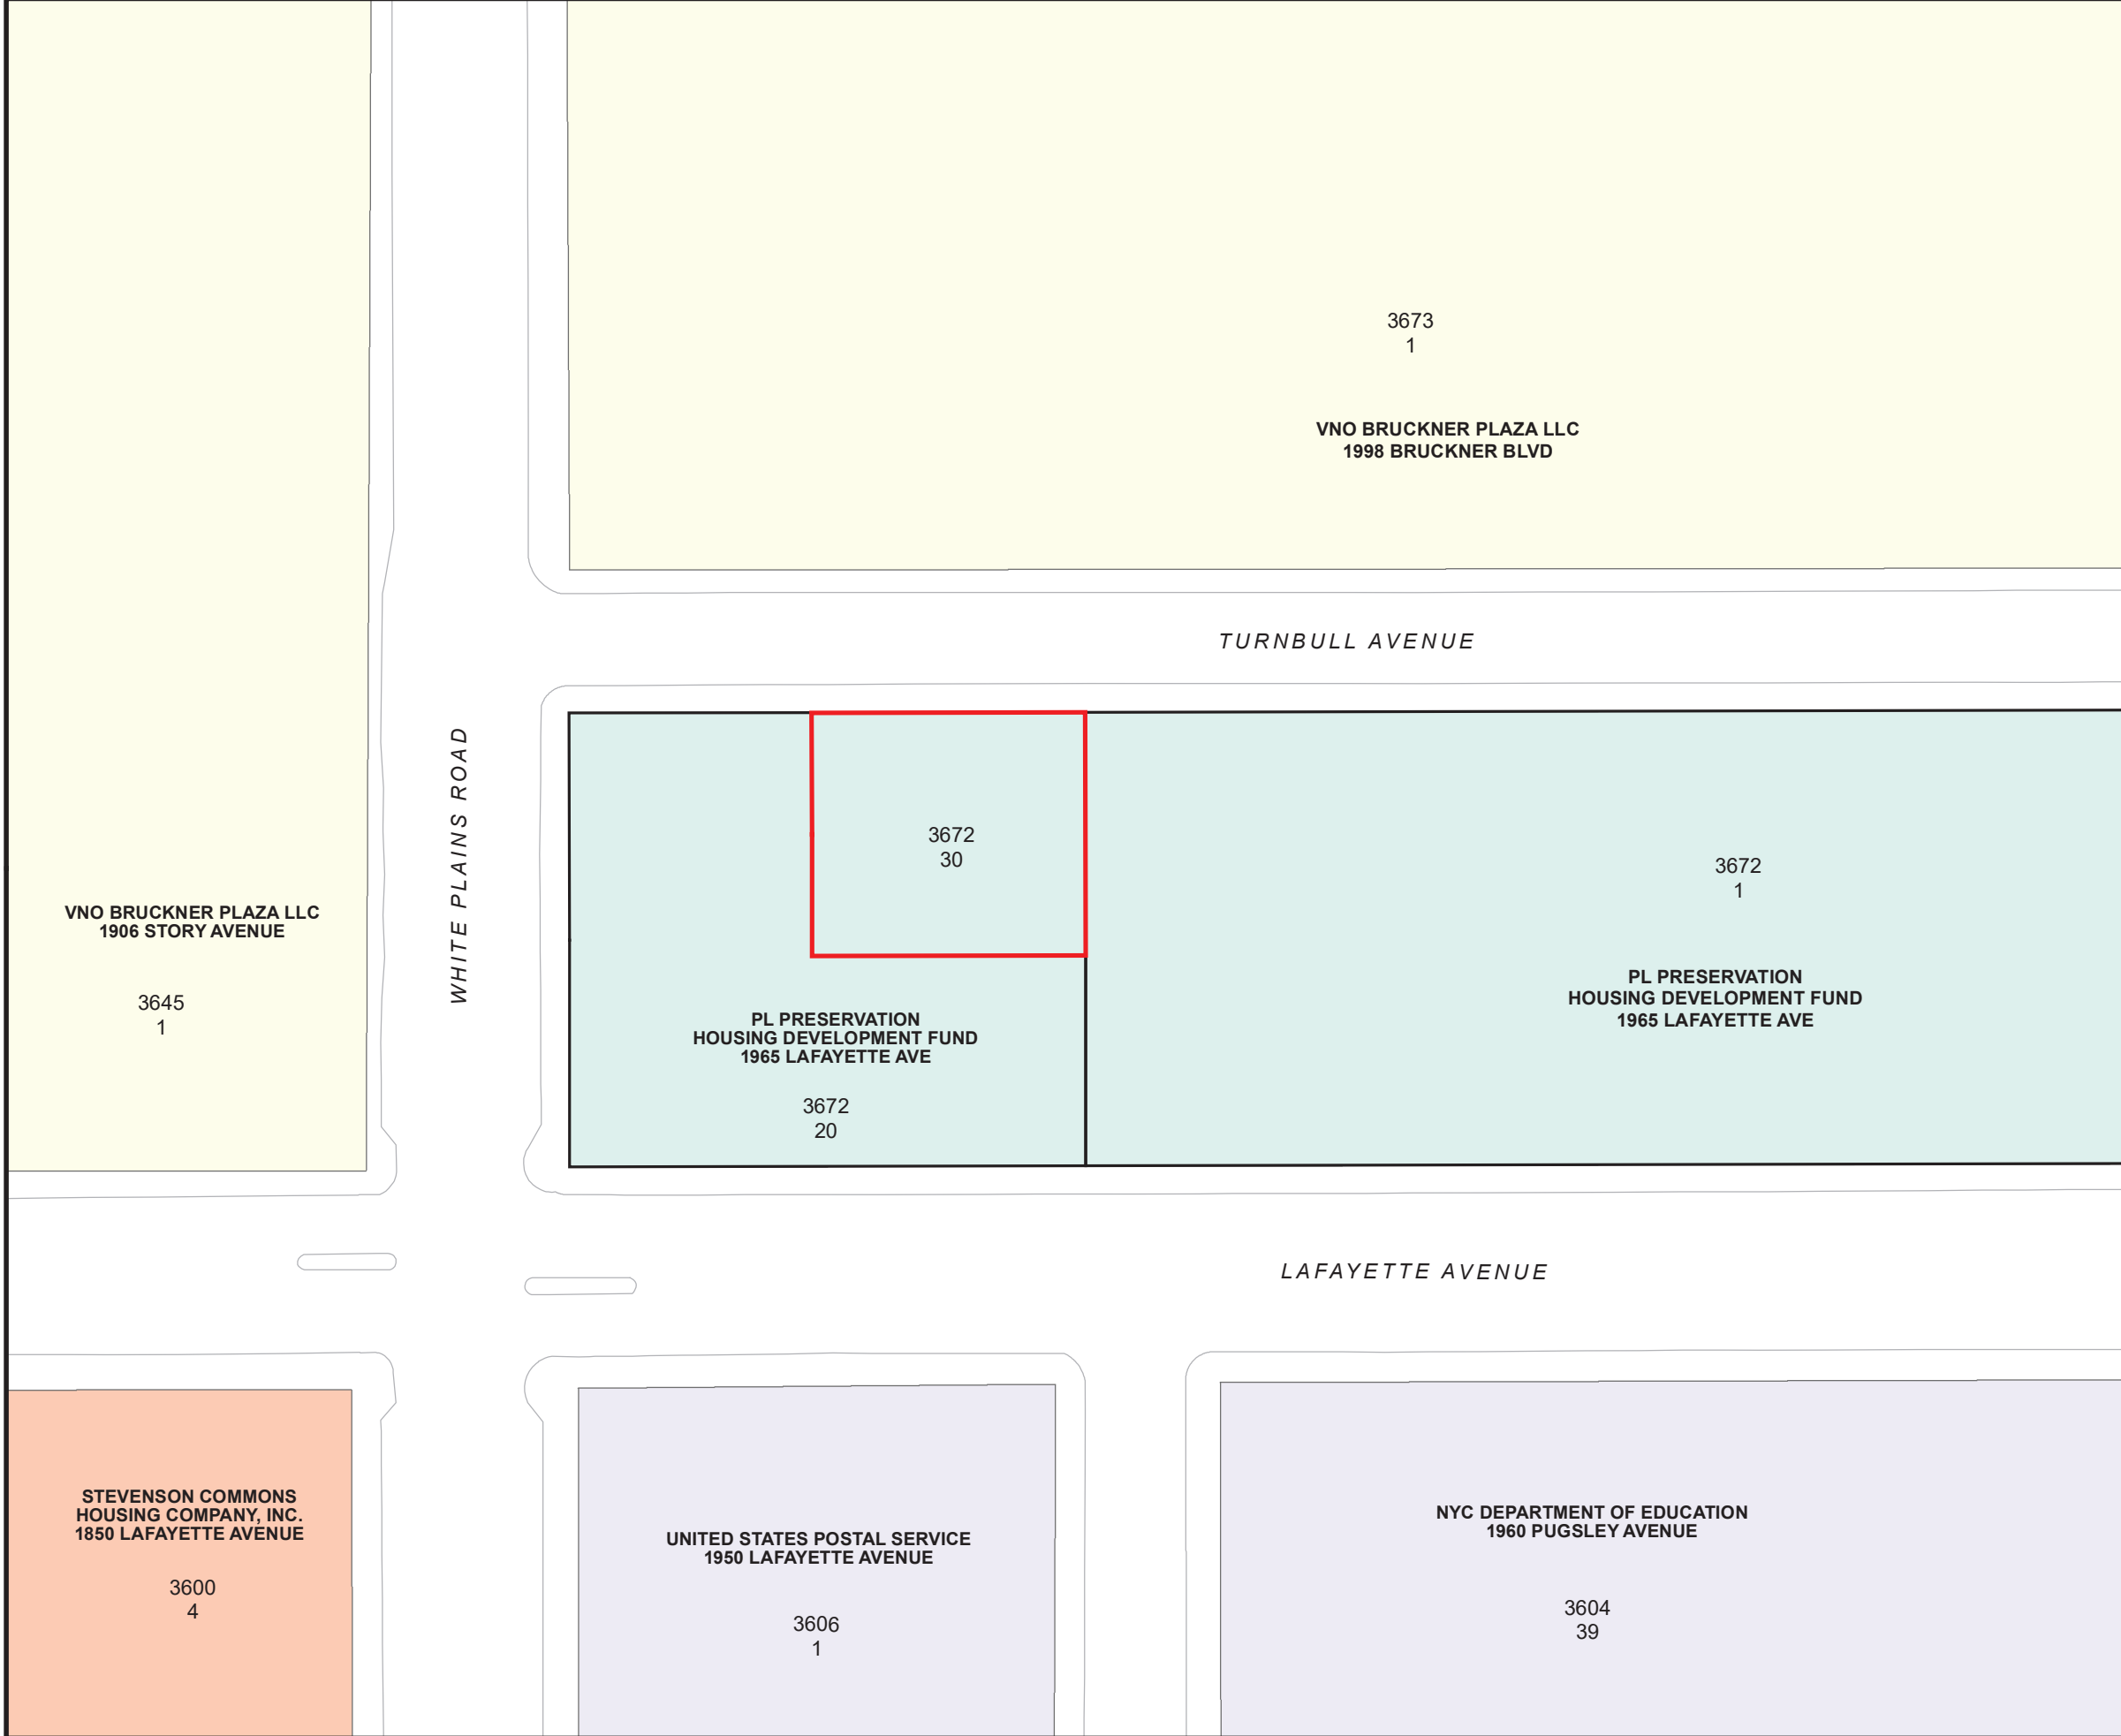 3673
1
VNO BRUCKNER PLAZA LLC
1998 BRUCKNER BLVD
TURNBULL AVENUE
WHITE PLAINS ROAD
3672
30
3672
1
VNO BRUCKNER PLAZA LLC
1906 STORY AVENUE
3645
1
PL PRESERVATION
HOUSING DEVELOPMENT FUND
1965 LAFAYETTE AVE
PL PRESERVATION
HOUSING DEVELOPMENT FUND
1965 LAFAYETTE AVE
3672
20
LAFAYETTE AVENUE
STEVENSON COMMONS
HOUSING COMPANY, INC.
1850 LAFAYETTE AVENUE
3600
4
UNITED STATES POSTAL SERVICE
1950 LAFAYETTE AVENUE
3606
1
NYC DEPARTMENT OF EDUCATION
1960 PUGSLEY AVENUE
3604
39